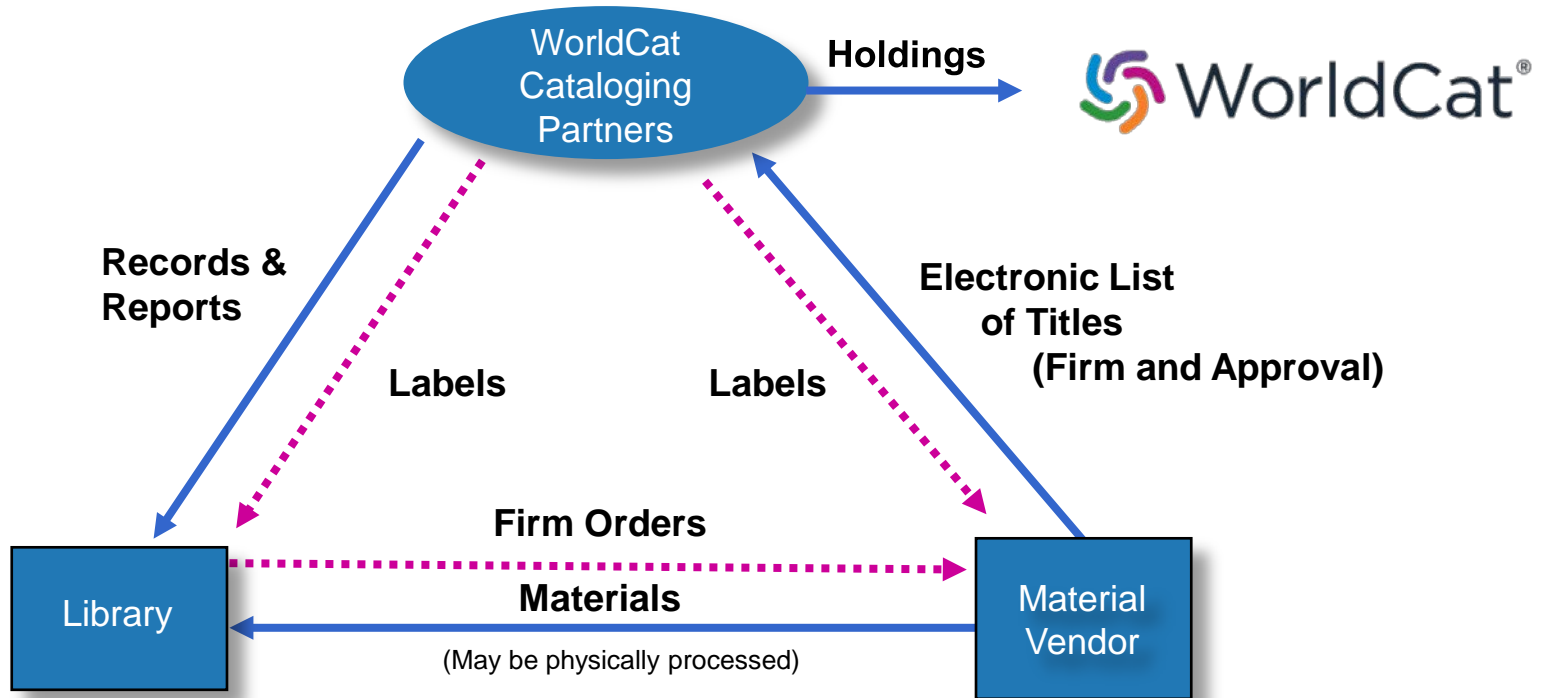 WorldCat
Cataloging
Partners
Holdings
WorldCat®
Records &
Reports
Electronic List
of Titles
(Firm and Approval)
Labels
Labels
Firm Orders
Materials
(May be physically processed)
Library
Material
Vendor